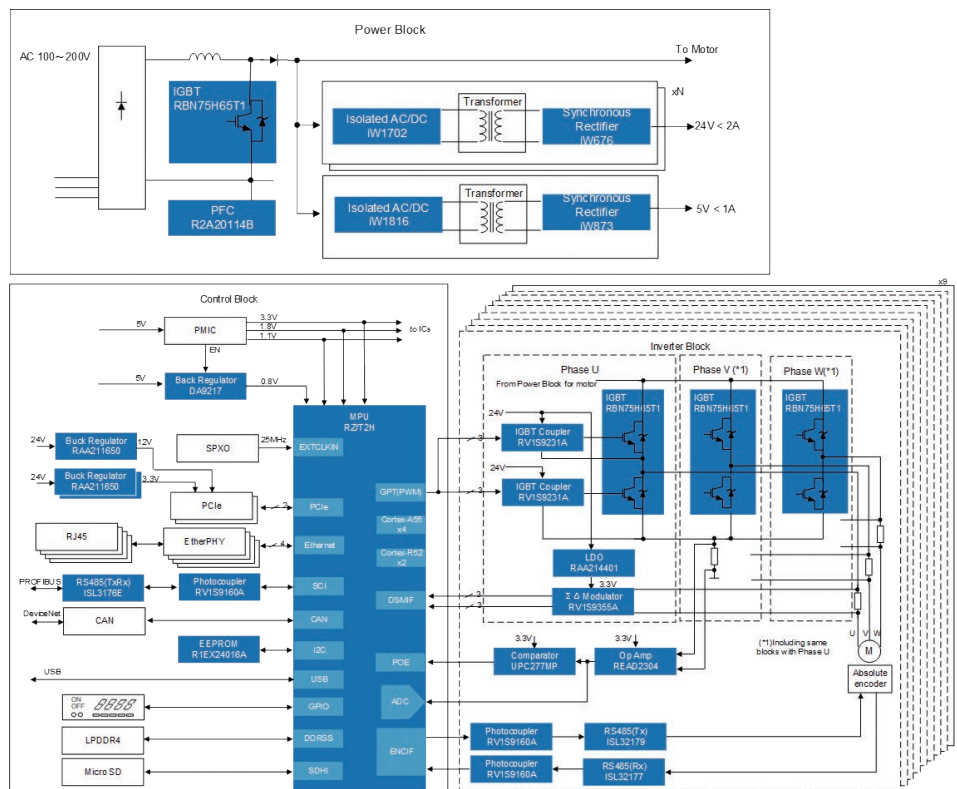 Power Block
AC 100～200V
To Motor
IGBT
RBN75H65T1
xN
Isolated AC/DC
iW1702
Transformer
Synchronous
Rectifier
iW676
24V < 2A
PFC
R2A20114B
Isolated AC/DC
iW1816
Transformer
Synchronous
Rectifier
iW873
5V < 1A
Control Block
5V
PMIC
3.3V
1.8V
1.1V
to ICs
EN
5V
Back Regulator
DA9217
0.8V
MPU
RZ/T2H
24V
Buck Regulator
RAA211650
12V
SPXO
25MHz
EXTCLKIN
24V
Buck Regulator
RAA211650
3.3V
PCIe
2
PCIe
GPT(PWM)
Cortex-A55
x4
RJ45
EtherPHY
4
Ethernet
Cortex-R52
x2
PROFIBUS
RS485(TxRx)
ISL3176E
Photocoupler
RV1S9160A
SCI
DSMIF
DeviceNet
CAN
CAN
EEPROM
R1EX24016A
I2C
POE
USB
USB
ON
OFF
8888
GPIO
ADC
LPDDR4
DDRSS
ENCIF
Micro SD
SDHI
x9
Inverter Block
Phase U
Phase V (*1)
Phase W(*1)
From Power Block for motor
IGBT
RBN75H65T1
IGBT
RBN75H65T1
IGBT
RBN75H65T1
24V
3
IGBT Coupler
RV1S9231A
24V
3
IGBT Coupler
RV1S9231A
LDO
RAA214401
3.3V
3
3
Σ Δ Modulator
RV1S9355A
3.3V
Comparator
UPC277MP
3.3V
Op Amp
READ2304
U
V
W
M
(*1)Including same
blocks with Phase U
Absolute
encoder
Photocoupler
RV1S9160A
RS485(Tx)
ISL32179
Photocoupler
RV1S9160A
RS485(Rx)
ISL32177